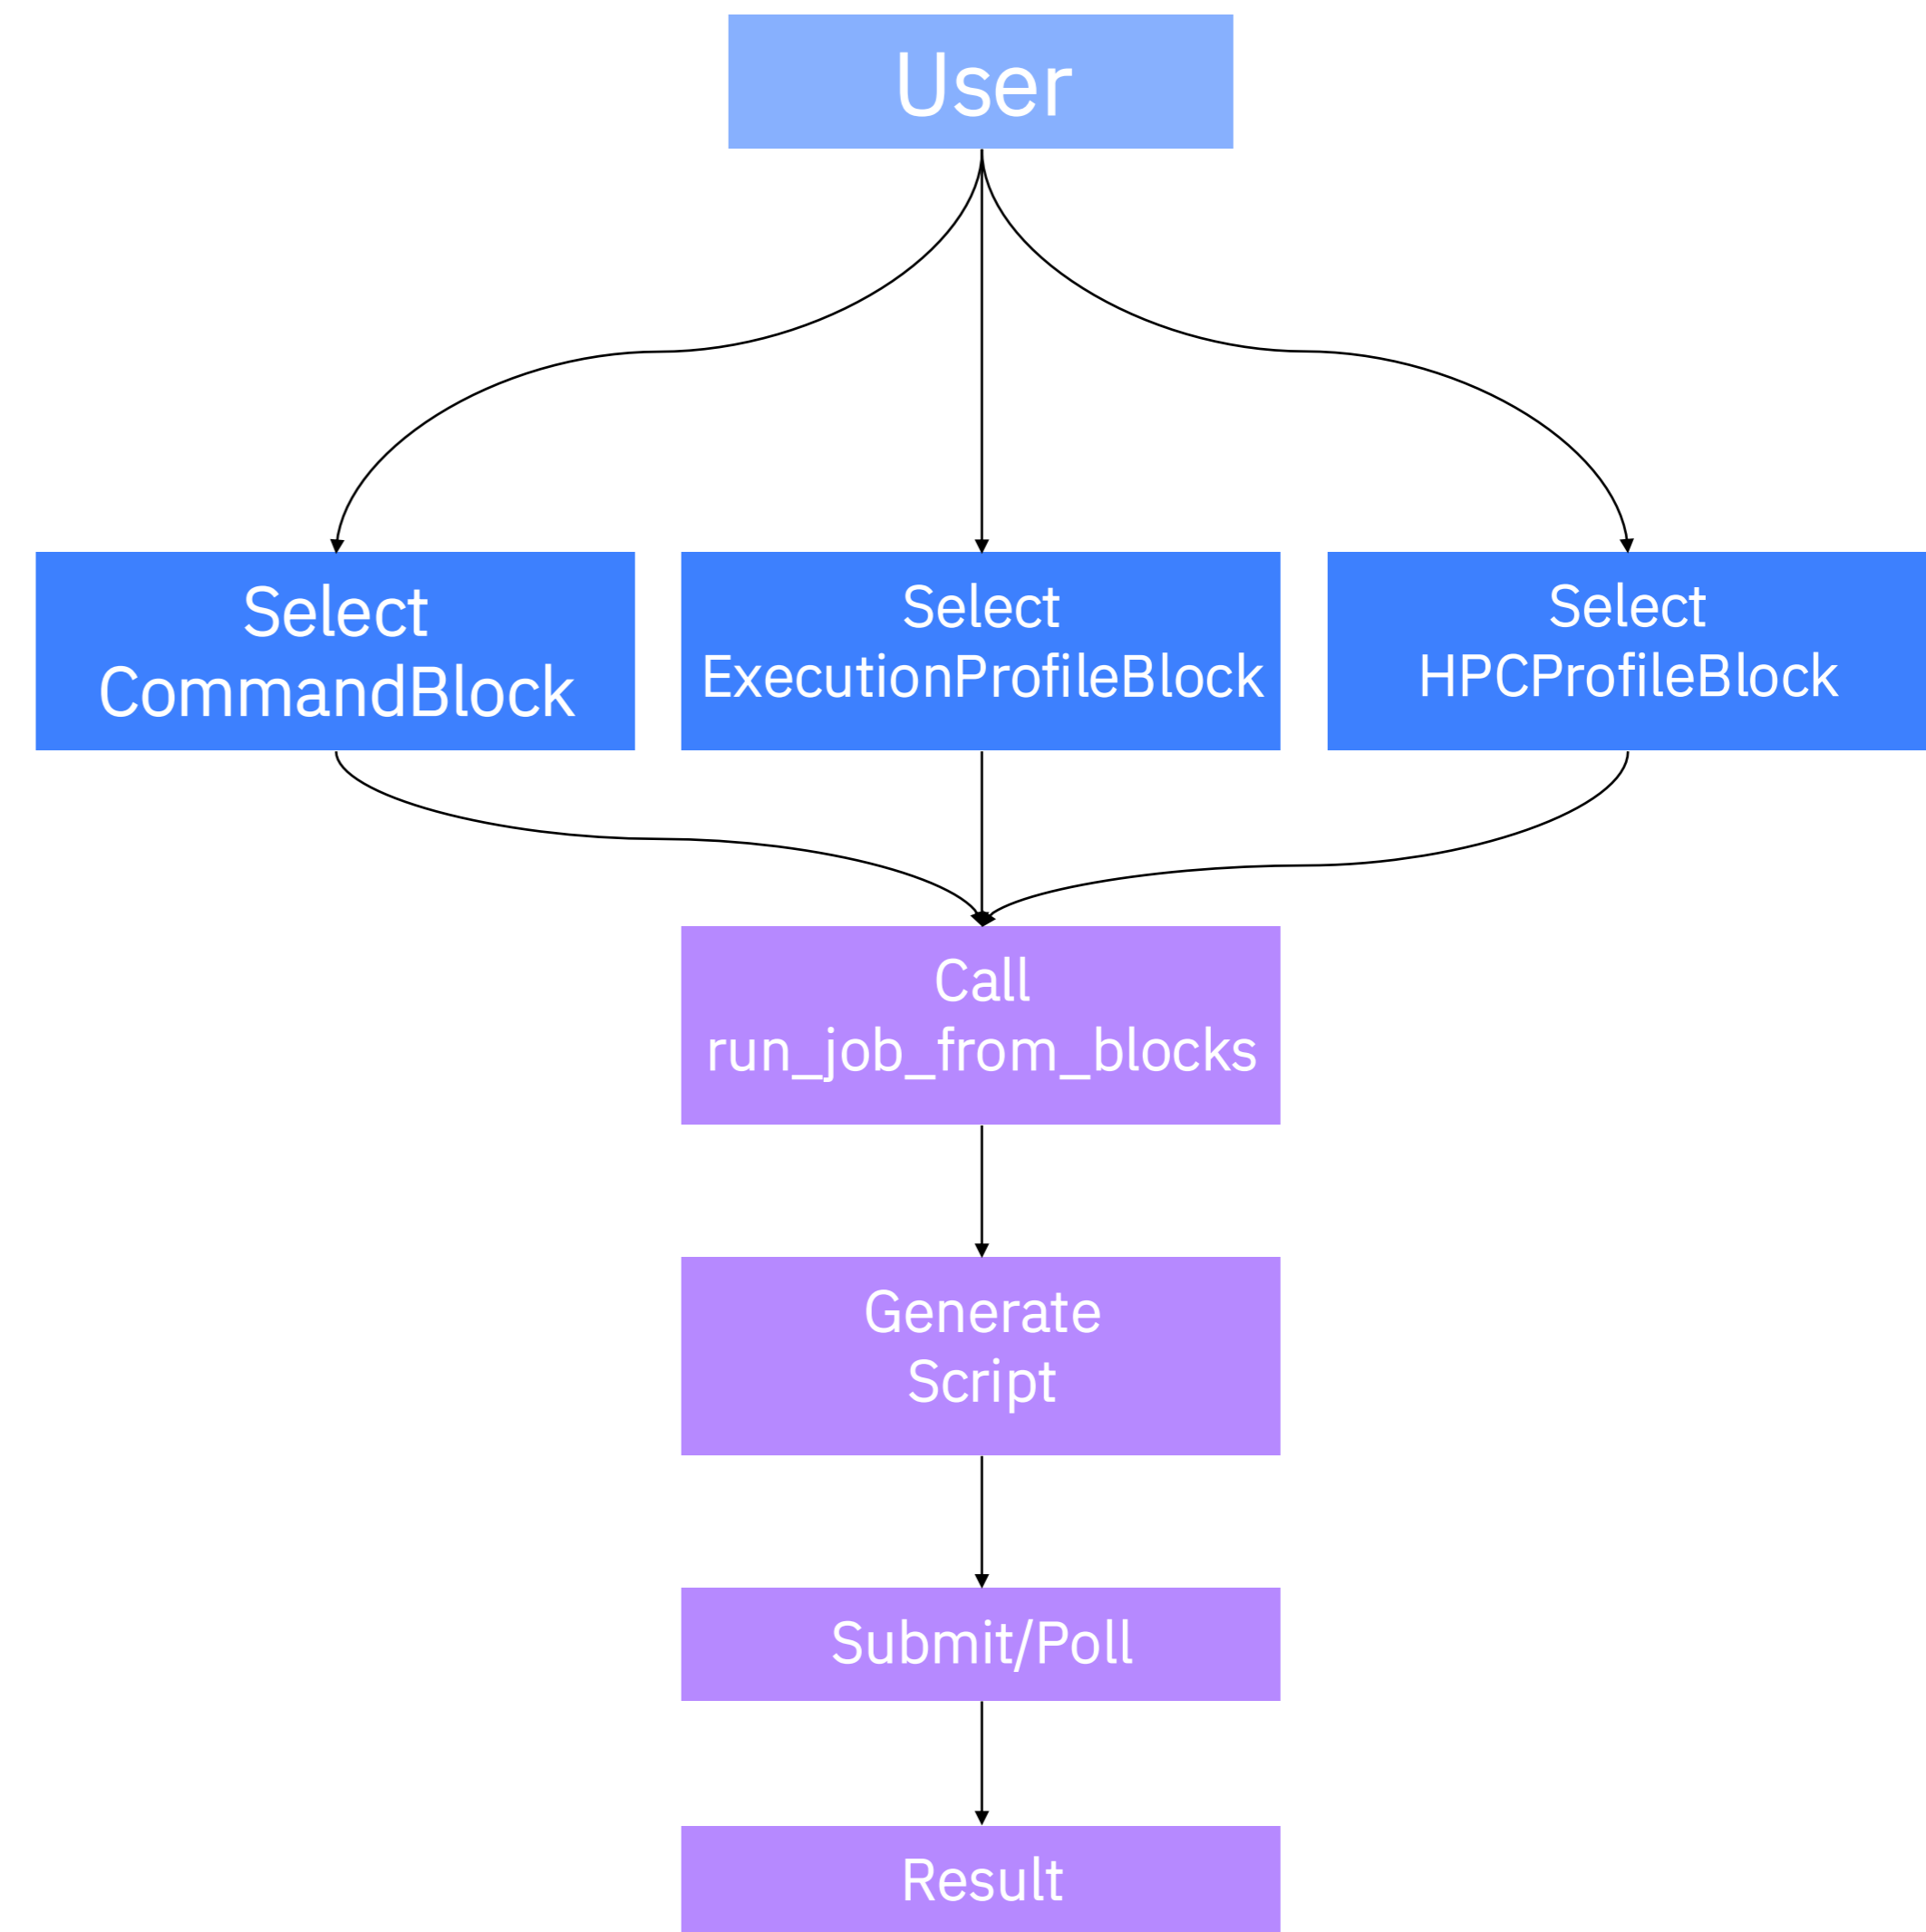 User
Select
CommandBlock
Select
ExecutionProfileBlock
Select
HPCProfileBlock
Call
run_job_from_blocks
Generate
Script
Submit/Poll
Result